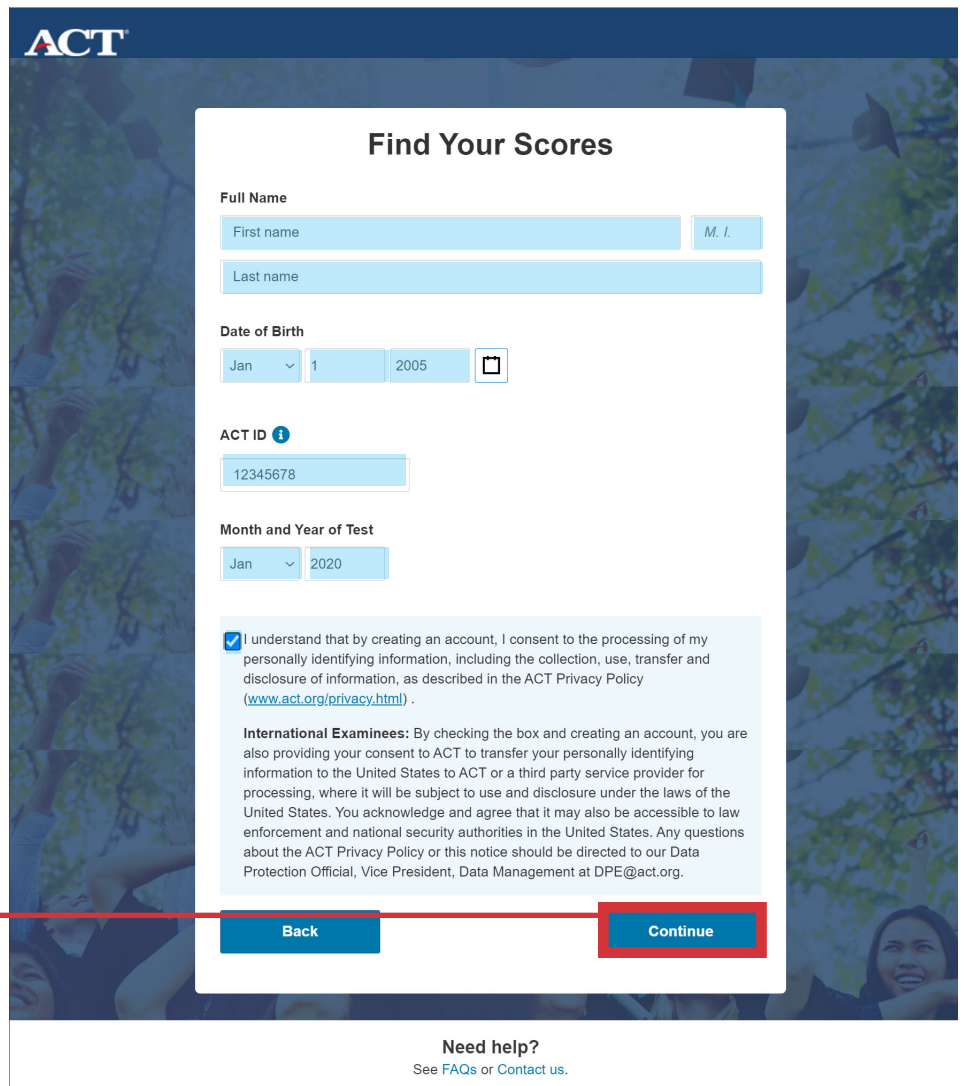 ACT
Find Your Scores
Full Name
First name M. I.
Last name
Date of Birth
Jan 1 2005
ACT ID i
12345678
Month and Year of Test
Jan 2020
I understand that by creating an account, I consent to the processing of my
personally identifying information, including the collection, use, transfer and
disclosure of information, as described in the ACT Privacy Policy
(www.act.org/privacy.html) .
International Examinees: By checking the box and creating an account, you are
also providing your consent to ACT to transfer your personally identifying
information to the United States to ACT or a third party service provider for
processing, where it will be subject to use and disclosure under the laws of the
United States. You acknowledge and agree that it may also be accessible to law
enforcement and national security authorities in the United States. Any questions
about the ACT Privacy Policy or this notice should be directed to our Data
Protection Official, Vice President, Data Management at DPE@act.org.
Back Continue
Need help?
See FAQs or Contact us.